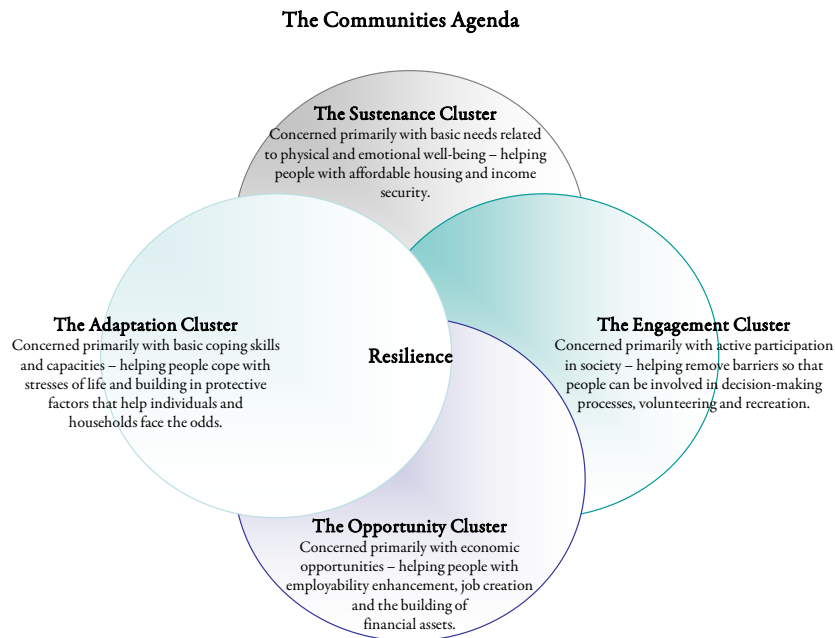 The Communities Agenda
The Sustenance Cluster
Concerned primarily with basic needs related
to physical and emotional well-being – helping
people with affordable housing and income
security.
The Adaptation Cluster
Concerned primarily with basic coping skills
and capacities – helping people cope with
stresses of life and building in protective
factors that help individuals and
households face the odds.
Resilience
The Engagement Cluster
Concerned primarily with active participation
in society – helping remove barriers so that
people can be involved in decision-making
processes, volunteering and recreation.
The Opportunity Cluster
Concerned primarily with economic
opportunities – helping people with
employability enhancement, job creation
and the building of
financial assets.